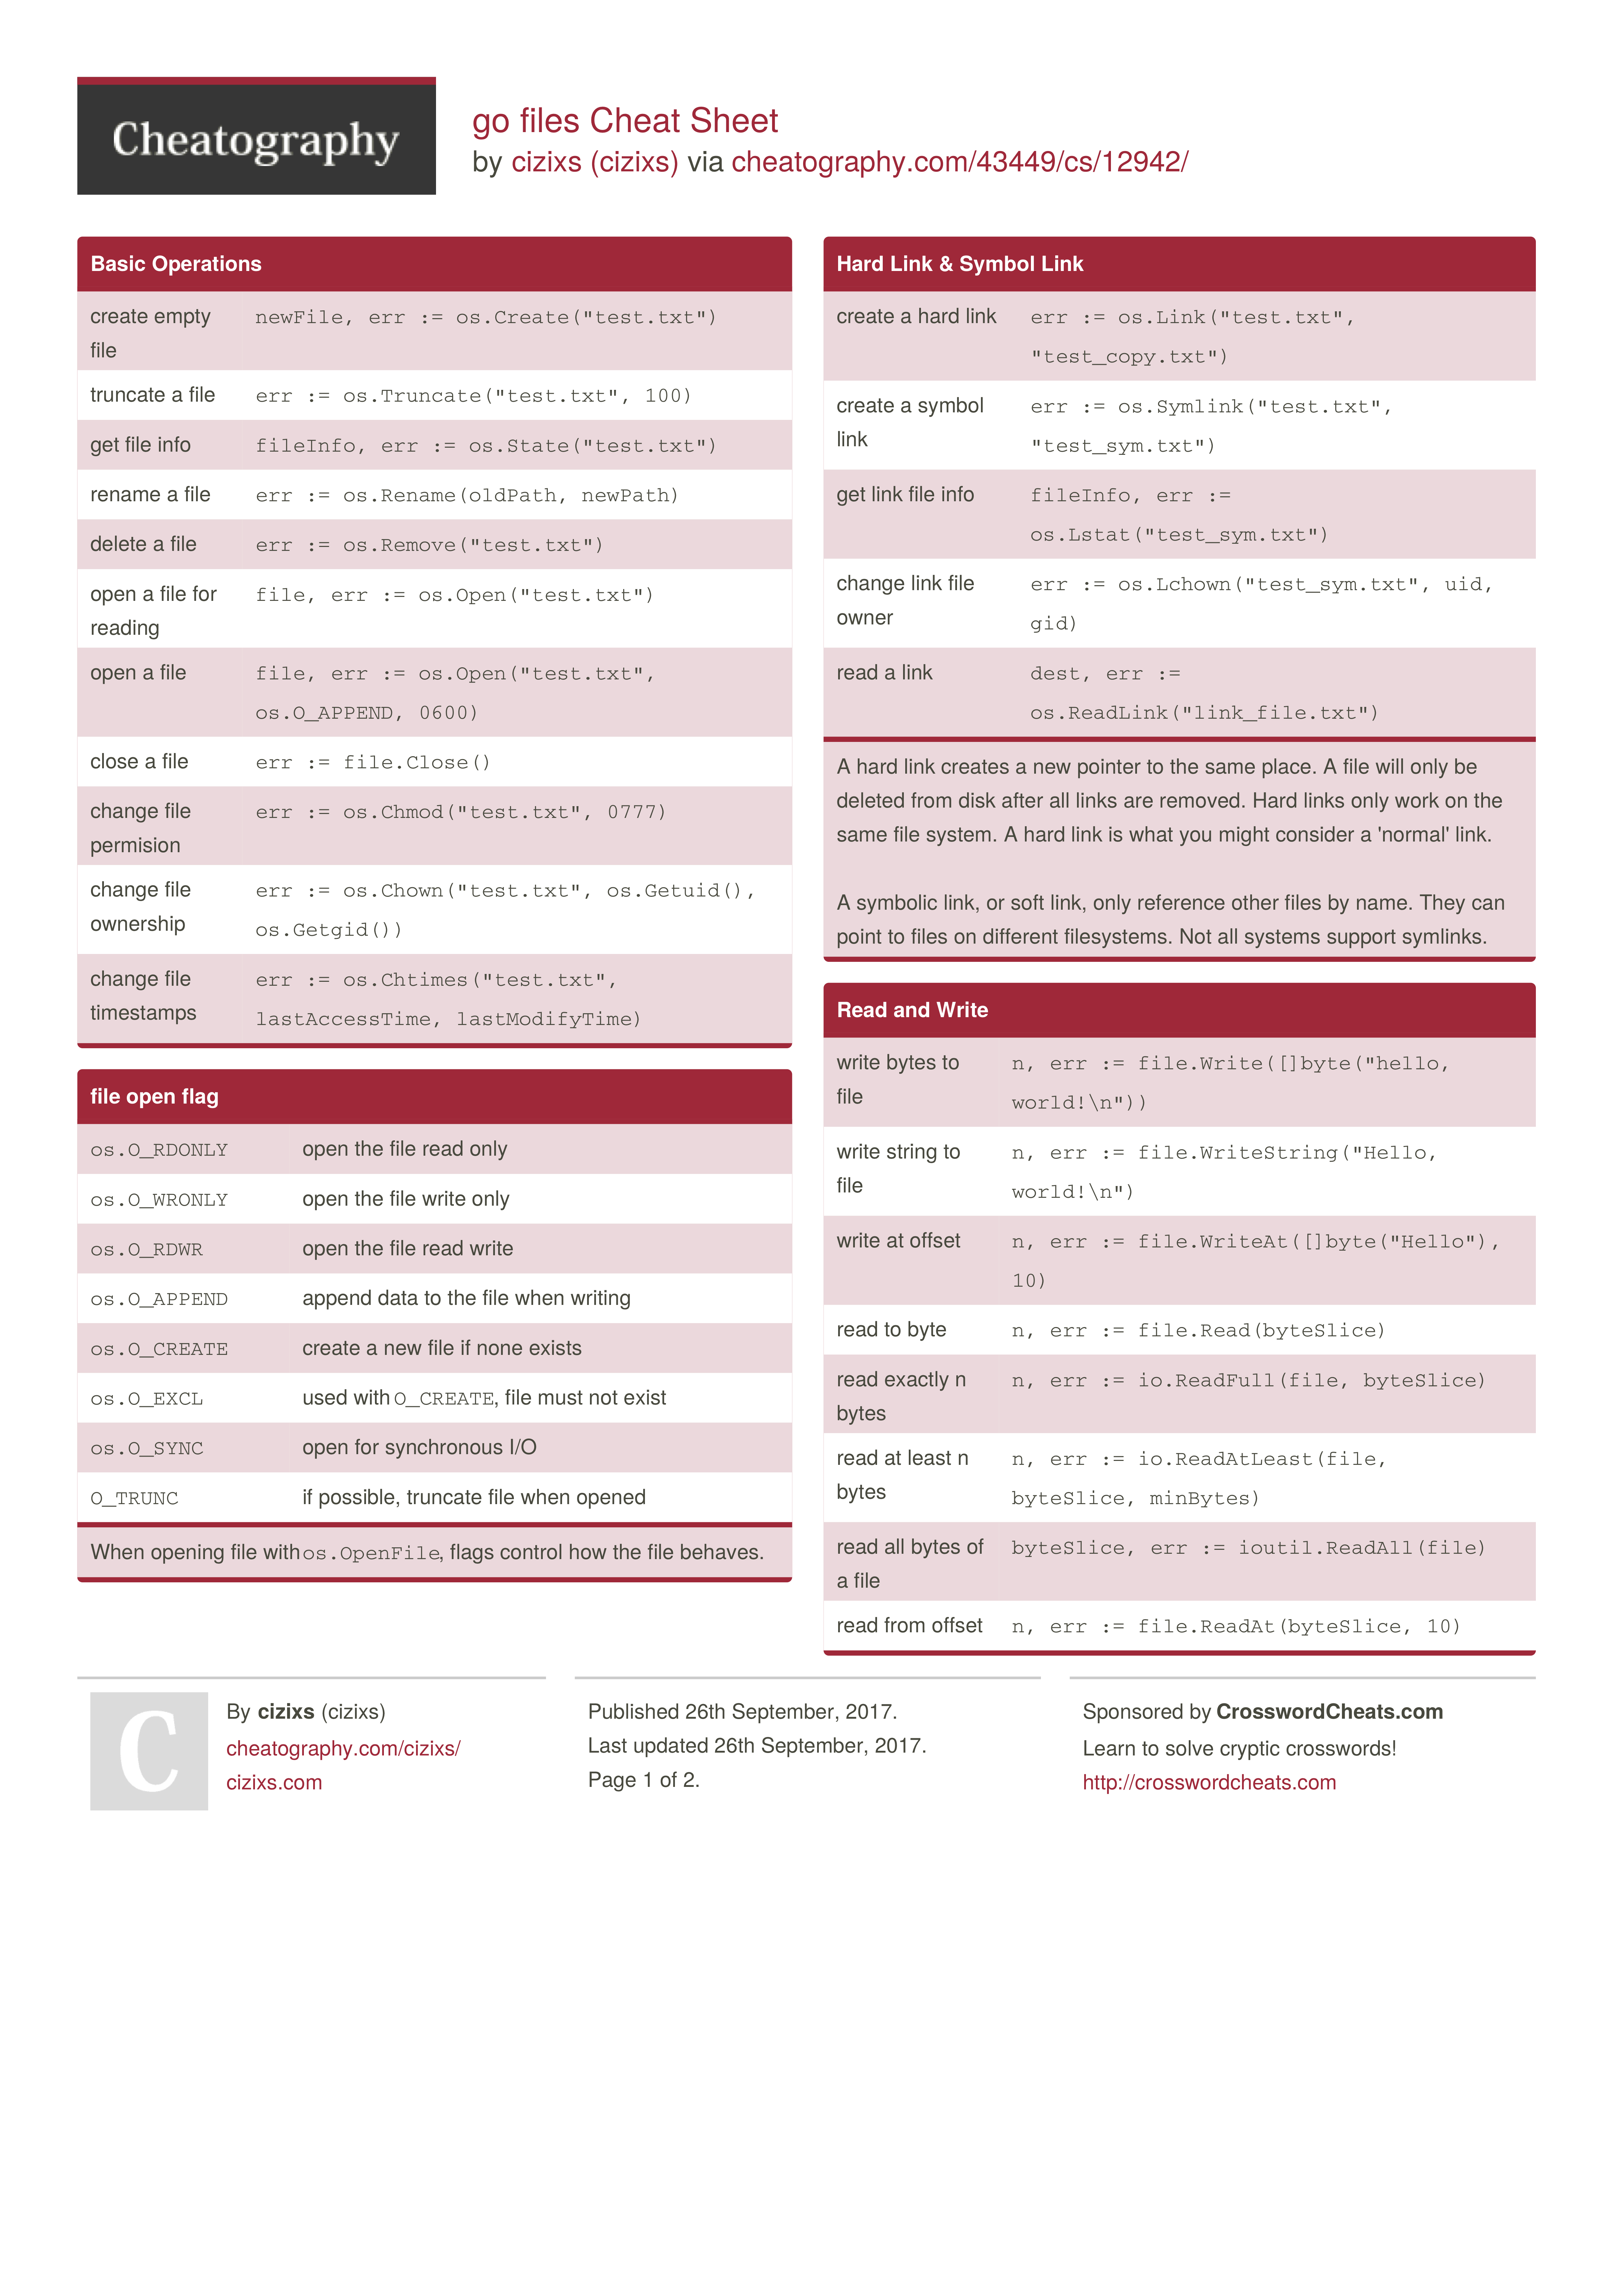 Cheatography
go files Cheat Sheet
by cizixs (cizixs) via cheatography.com/43449/cs/12942/
Basic Operations
create empty file newFile, err := os.Create("test.txt")
truncate a file err := os.Truncate("test.txt", 100)
get file info fileInfo, err := os.State("test.txt")
rename a file err := os.Rename(oldPath, newPath)
delete a file err := os.Remove("test.txt")
open a file for reading file, err := os.Open("test.txt")
open a file file, err := os.Open("test.txt",
os.O_APPEND, 0600)
close a file err := file.Close()
change file permision err := os.Chmod("test.txt", 0777)
change file ownership err := os.Chown("test.txt", os.Getuid(),
os.Getgid())
change file timestamps err := os.Chtimes("test.txt",
lastAccessTime, lastModifyTime)
file open flag
os.O_RDONLY open the file read only
os.O_WRONLY open the file write only
os.O_RDWR open the file read write
os.O_APPEND append data to the file when writing
os.O_CREATE create a new file if none exists
os.O_EXCL used with O_CREATE, file must not exist
os.O_SYNC open for synchronous I/O
O_TRUNC if possible, truncate file when opened
When opening file with os.OpenFile, flags control how the file behaves.
Hard Link & Symbol Link
create a hard link err := os.Link("test.txt",
"test_copy.txt")
create a symbol link err := os.Symlink("test.txt",
"test_sym.txt")
get link file info fileInfo, err :=
os.Lstat("test_sym.txt")
change link file owner err := os.Lchown("test_sym.txt", uid,
gid)
read a link dest, err :=
os.ReadLink("link_file.txt")
A hard link creates a new pointer to the same place. A file will only be
deleted from disk after all links are removed. Hard links only work on the
same file system. A hard link is what you might consider a 'normal' link.
A symbolic link, or soft link, only reference other files by name. They can
point to files on different filesystems. Not all systems support symlinks.
Read and Write
write bytes to file n, err := file.Write([]byte("hello,
world!\n"))
write string to file n, err := file.WriteString("Hello,
world!\n")
write at offset n, err := file.WriteAt([]byte("Hello"),
10)
read to byte n, err := file.Read(byteSlice)
read exactly n bytes n, err := io.ReadFull(file, byteSlice)
read at least n bytes n, err := io.ReadAtLeast(file,
byteSlice, minBytes)
read all bytes of a file byteSlice, err := ioutil.ReadAll(file)
read from offset n, err := file.ReadAt(byteSlice, 10)
C
By cizixs (cizixs)
cheatography.com/cizixs/
cizixs.com
Published 26th September, 2017.
Last updated 26th September, 2017.
Page 1 of 2.
Sponsored by CrosswordCheats.com
Learn to solve cryptic crosswords!
http://crosswordcheats.com